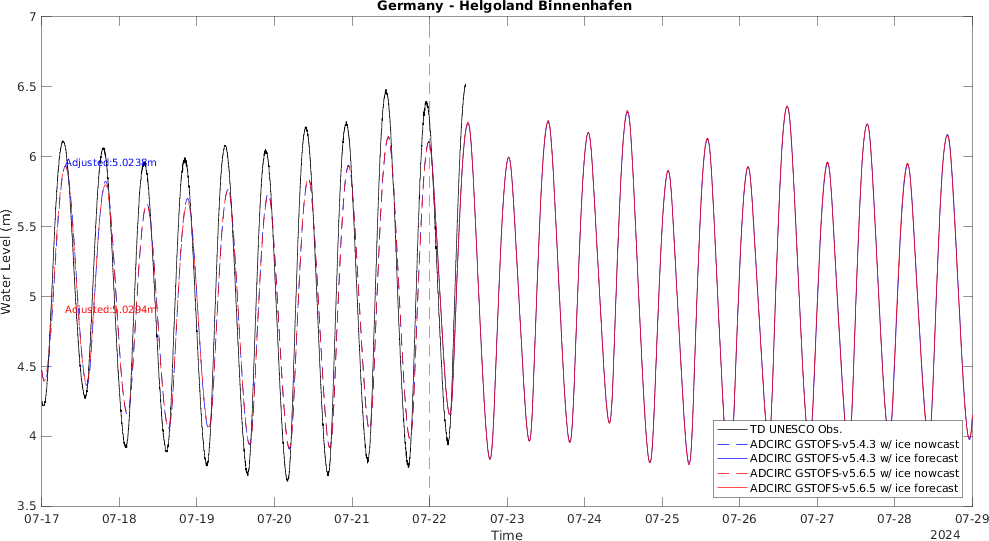 Germany - Helgoland Binnenhafen
7
6.5
6
5.5
5
4.5
4
3.5
Water Level (m)
Adjusted:5.0238m
Adjusted:5.0294m
TD UNESCO Obs.
ADCIRC GSTOFS-v5.4.3 w/ ice nowcast
ADCIRC GSTOFS-v5.4.3 w/ ice forecast
ADCIRC GSTOFS-v5.6.5 w/ ice nowcast
ADCIRC GSTOFS-v5.6.5 w/ ice forecast
07-17 07-18 07-19 07-20 07-21 07-22 07-23 07-24 07-25 07-26 07-27 07-28 07-29
Time
2024